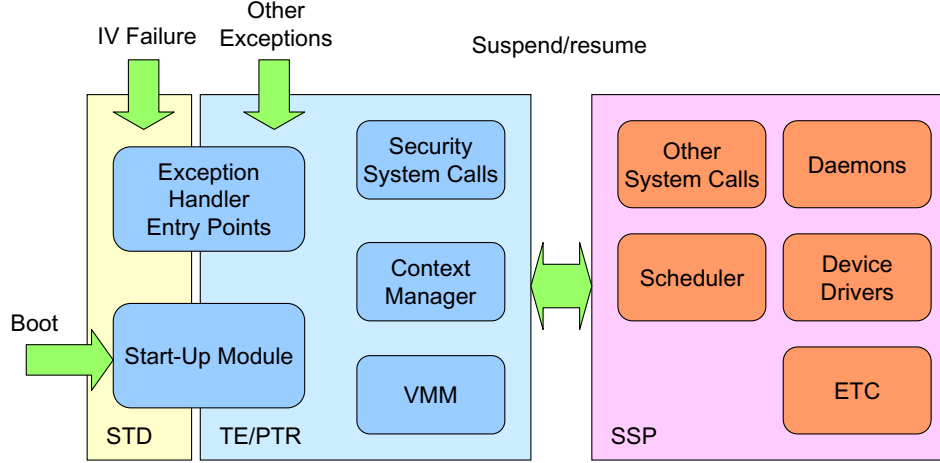 IV Failure
Other
Exceptions
Suspend/resume
Exception
Handler
Entry Points
Security
System Calls
Other
System Calls
Daemons
Context
Manager
Scheduler
Device
Drivers
Boot
Start-Up Module
VMM
ETC
STD
TE/PTR
SSP